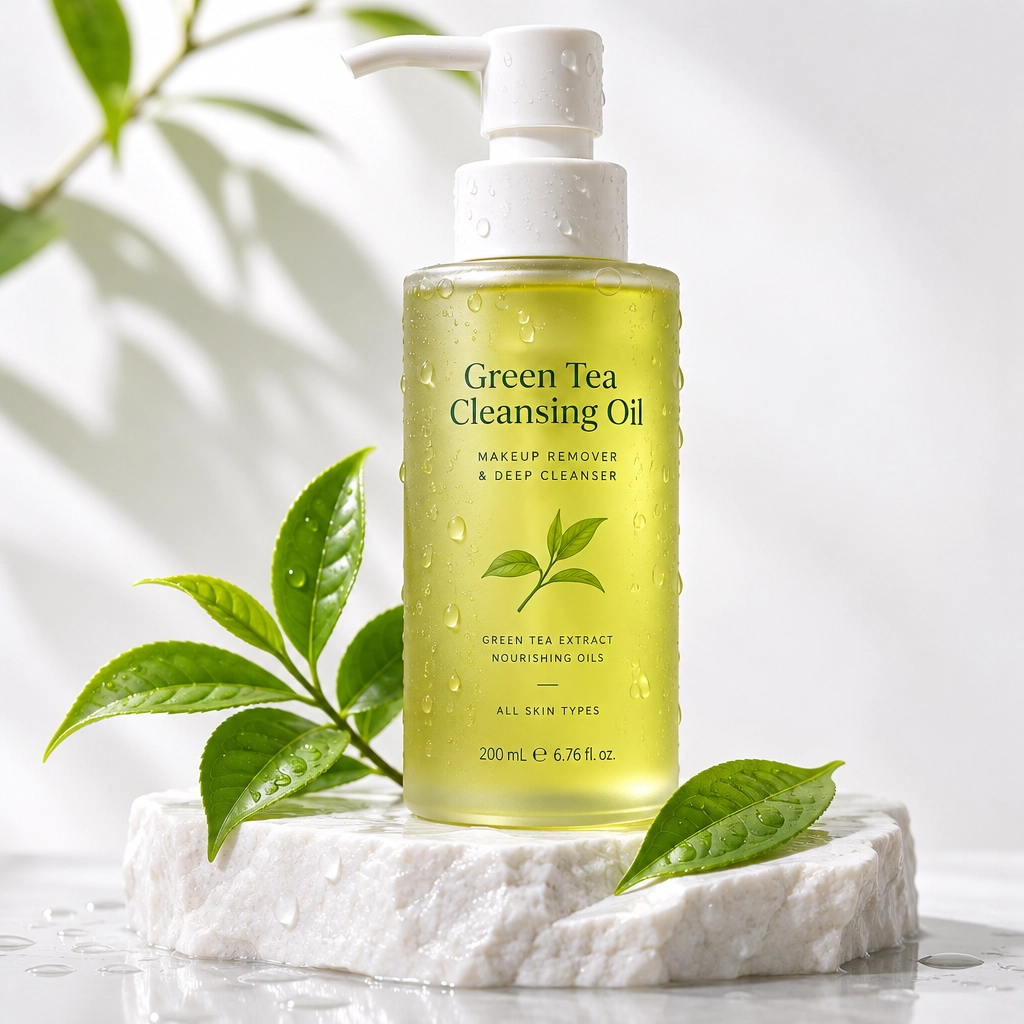 Green Tea
Cleansing Oil
MAKEUP REMOVER
& DEEP CLEANSER
GREEN TEA EXTRACT
NOURISHING OILS
ALL SKIN TYPES
200 mL ℮ 6.76 fl. oz.